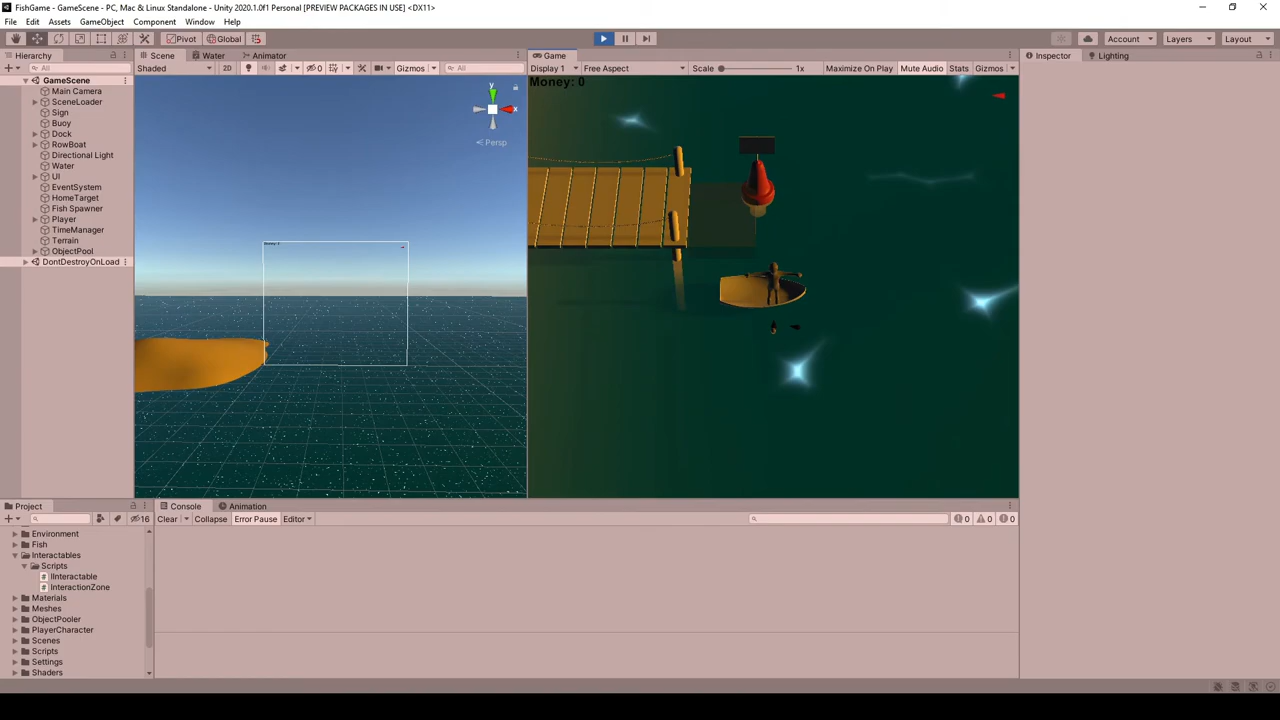 FishGame - GameScene - PC, Mac & Linux Standalone - Unity 2020.1.0f1 Personal [PREVIEW PACKAGES IN USE] <DX11>
File Edit Assets GameObject Component Window Help
Pivot Global Account Layers Layout
Hierarchy
All
GameScene
Main Camera
SceneLoader
Sign
Buoy
Dock
RowBoat
Directional Light
Water
UI
EventSystem
HomeTarget
Fish Spawner
Player
TimeManager
Terrain
ObjectPool
DontDestroyOnLoad
Scene Water Animator
Shaded 2D 0 Gizmos All
y
x
Persp
Game
Display 1 Free Aspect Scale 1x Maximize On Play Mute Audio Stats Gizmos
Money: 0
Inspector Lighting
Project
16
Environment
Fish
Interactables
Scripts
IInteractable
InteractionZone
Materials
Meshes
ObjectPooler
PlayerCharacter
Scenes
Scripts
Settings
Shaders
Console Animation
Clear Collapse Error Pause Editor 0 0 0